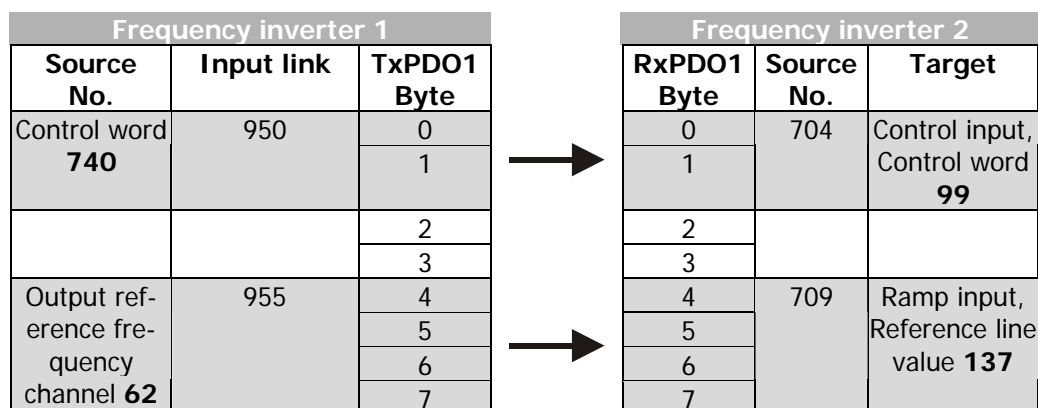 Frequency inverter 1
Source No. Input link TxPDO1 Byte
Control word 740 950 0
1
2
3
Output ref-
erence fre-
quency
channel 62 955 4
5
6
7
Frequency inverter 2
RxPDO1 Byte Source No. Target
0 704 Control input,
1 Control word
99
2
3
4 709 Ramp input,
5 Reference line
6 value 137
7